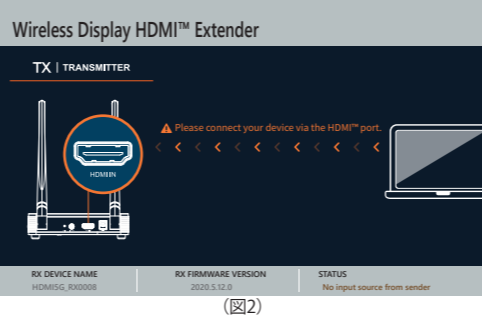 Wireless Display HDMI™ Extender
TX | TRANSMITTER
Please connect your device via the HDMI™ port.
HDMI IN
RX DEVICE NAME
RX FIRMWARE VERSION
STATUS
HDMI5G_RX0008
2020.5.12.0
No input source from sender
(図2)